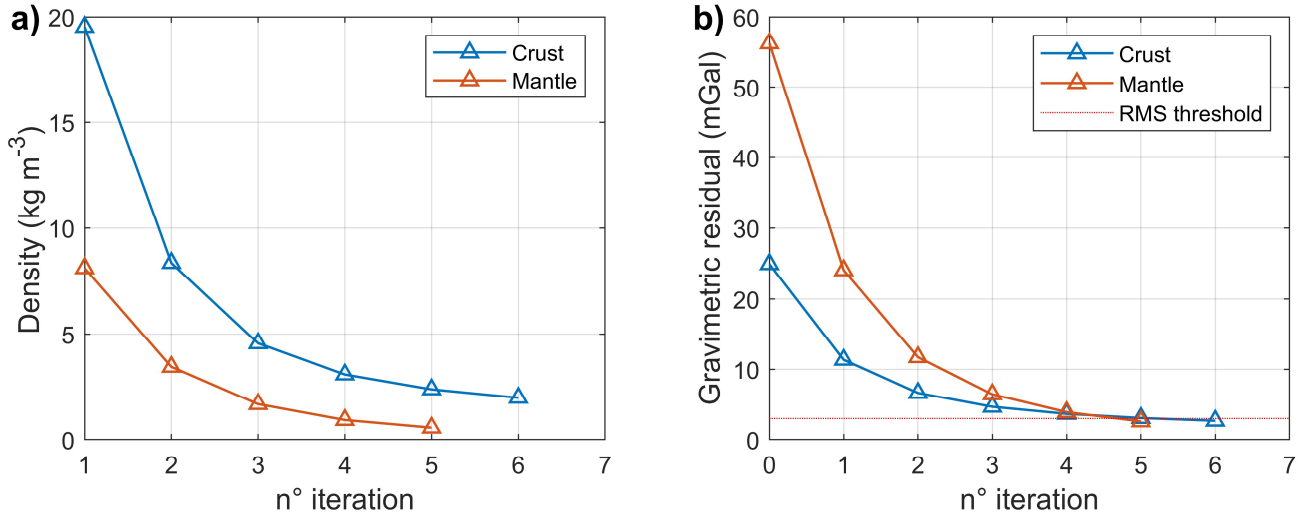 a)
20
15
10
5
0
Density (kg m-3)
1 2 3 4 5 6 7
n° iteration
Crust
Mantle
b)
60
50
40
30
20
10
0
Gravimetric residual (mGal)
0 1 2 3 4 5 6 7
n° iteration
Crust
Mantle
RMS threshold